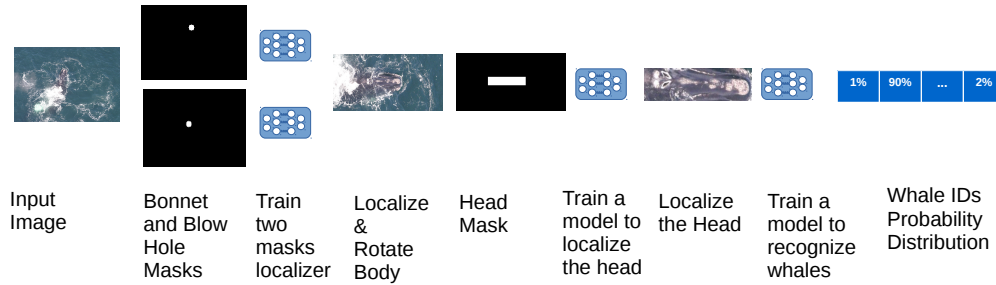 1%
90%
...
2%
Input
Image
Bonnet
and Blow
Hole
Masks
Train
two
masks
localizer
Localize
&
Rotate
Body
Head
Mask
Train a
model to
localize
the head
Localize
the Head
Train a
model to
recognize
whales
Whale IDs
Probability
Distribution